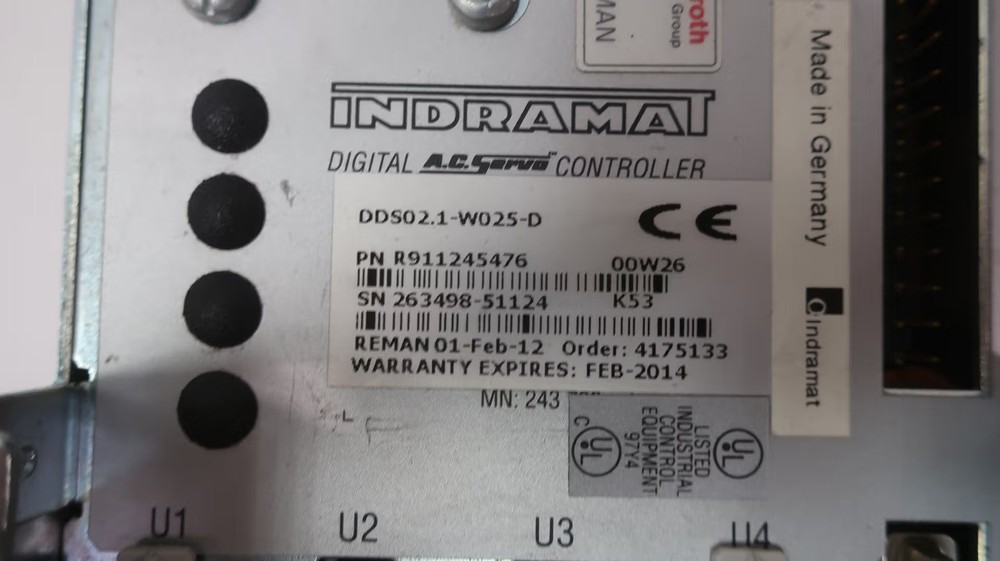 roth
Group
MAN
INDRAMAT
DIGITAL A.C. Servo CONTROLLER
DDS02.1-W025-D
CE
PN R911245476 00W26
SN 263498-51124 K53
REMAN 01-Feb-12 Order: 4175133
WARRANTY EXPIRES: FEB-2014
MN: 243
LISTED
INDUSTRIAL
CONTROL
EQUIPMENT
97Y4
UL
C UL
Made in Germany
Indramat
U1 U2 U3 U4